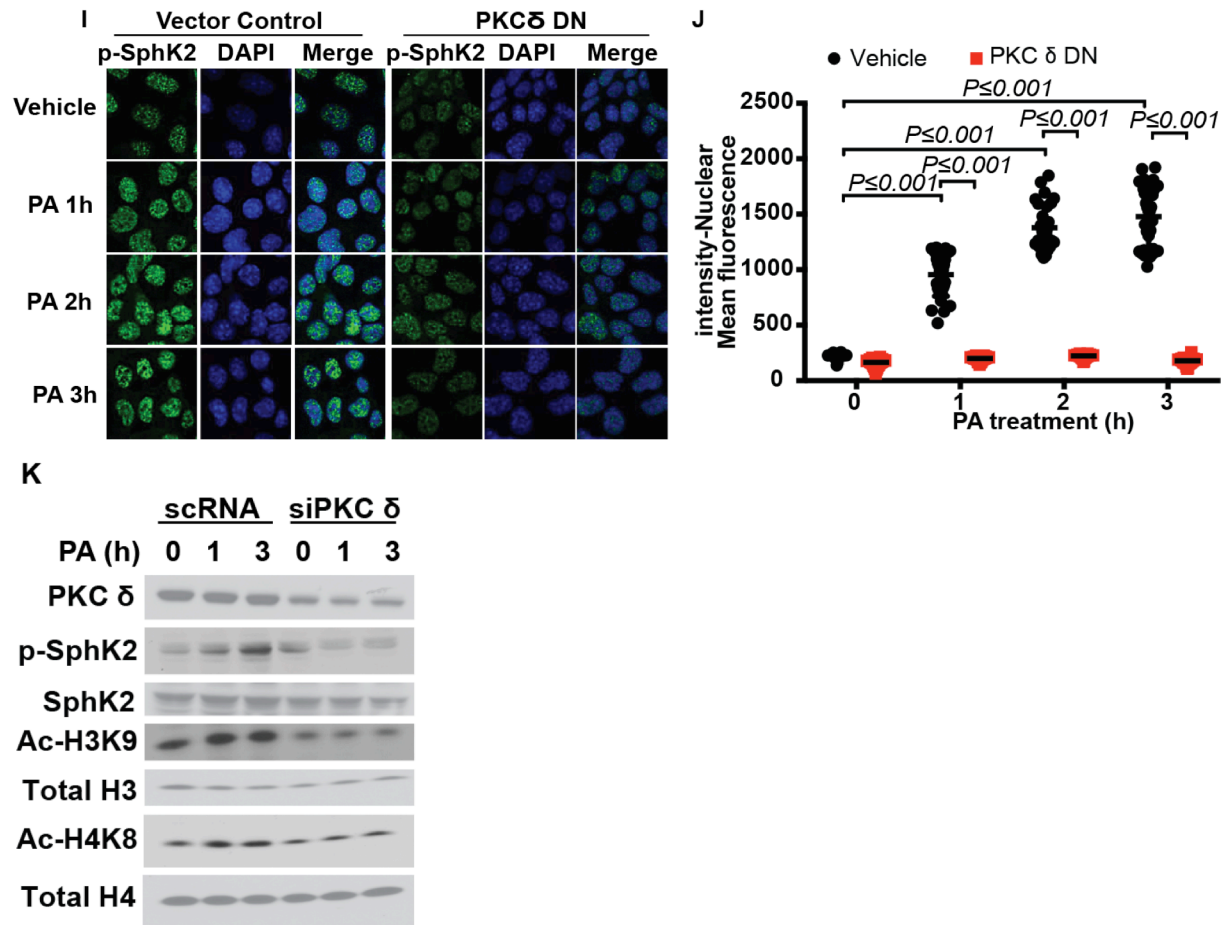 I
Vector Control PKCδ DN
p-SphK2 DAPI Merge p-SphK2 DAPI Merge
Vehicle
PA 1h
PA 2h
PA 3h
J
Vehicle PKC δ DN
P≤0.001
P≤0.001 P≤0.001 P≤0.001
P≤0.001 P≤0.001
intensity-Nuclear
Mean fluorescence
2500
2000
1500
1000
500
0
0 1 2 3
PA treatment (h)
K
scRNA siPKC δ
PA (h) 0 1 3 0 1 3
PKC δ
p-SphK2
SphK2
Ac-H3K9
Total H3
Ac-H4K8
Total H4